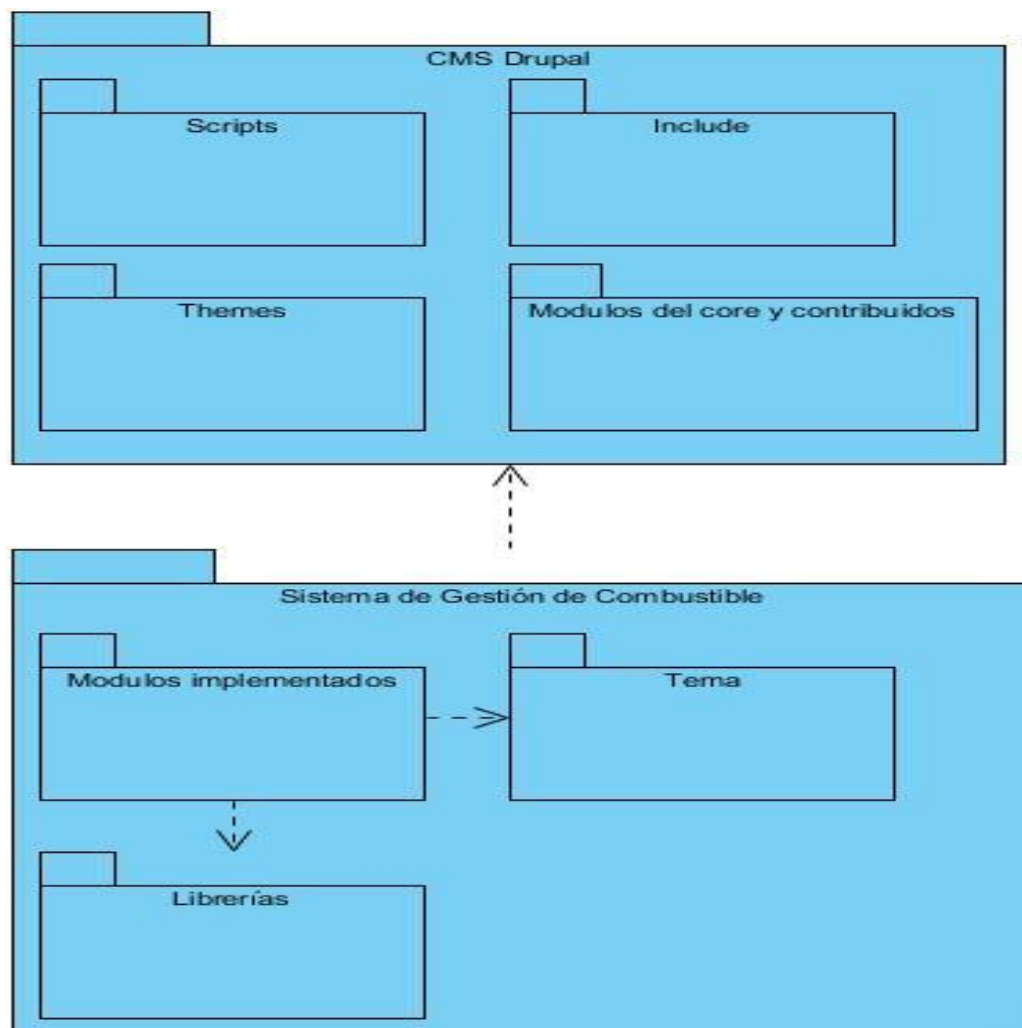 CMS Drupal
Scripts
Include
Themes
Modulos del core y contribuidos
Sistema de Gestión de Combustible
Modulos implementados
Tema
Librerías